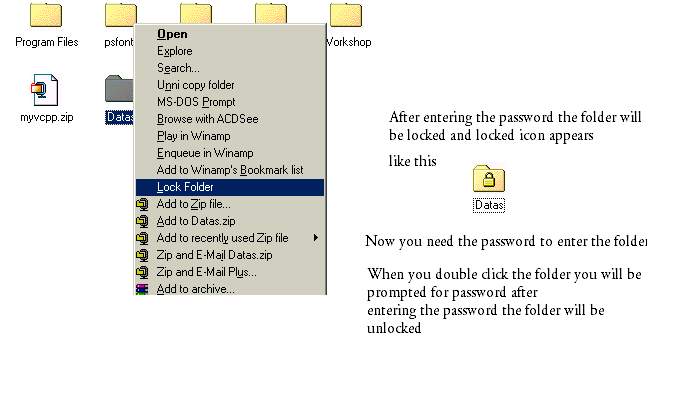 Program Files
psfont
Workshop
myvcpp.zip
Datas
Open
Explore
Search...
Unni copy folder
MS-DOS Prompt
Browse with ACDSee
Play in Winamp
Enqueue in Winamp
Add to Winamp's Bookmark list
Lock Folder
Add to Zip file...
Add to Datas.zip
Add to recently used Zip file
Zip and E-Mail Datas.zip
Zip and E-Mail Plus...
Add to archive...
After entering the password the folder will
be locked and locked icon appears
like this
Datas
Now you need the password to enter the folder
When you double click the folder you will be
prompted for password after
entering the password the folder will be
unlocked